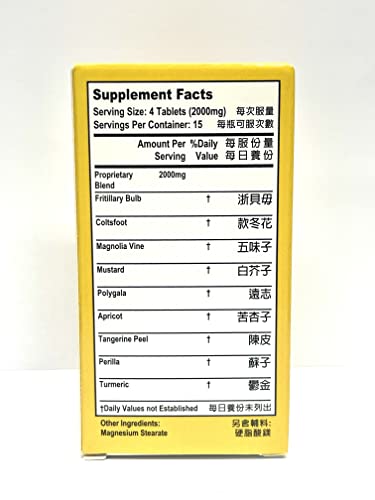 Supplement Facts
Serving Size: 4 Tablets (2000mg) 每次服量
Servings Per Container: 15 每瓶可服次數
Amount Per %Daily 每服份量
Serving Value 每日養份
Proprietary 2000mg
Blend
Fritillary Bulb † 浙貝毋
Coltsfoot † 款冬花
Magnolia Vine † 五味子
Mustard † 白芥子
Polygala † 遠志
Apricot † 苦杏子
Tangerine Peel † 陳皮
Perilla † 蘇子
Turmeric † 鬱金
†Daily Values not Established 每日養份未列出
Other Ingredients: 另含輔料:
Magnesium Stearate 硬脂酸鎂